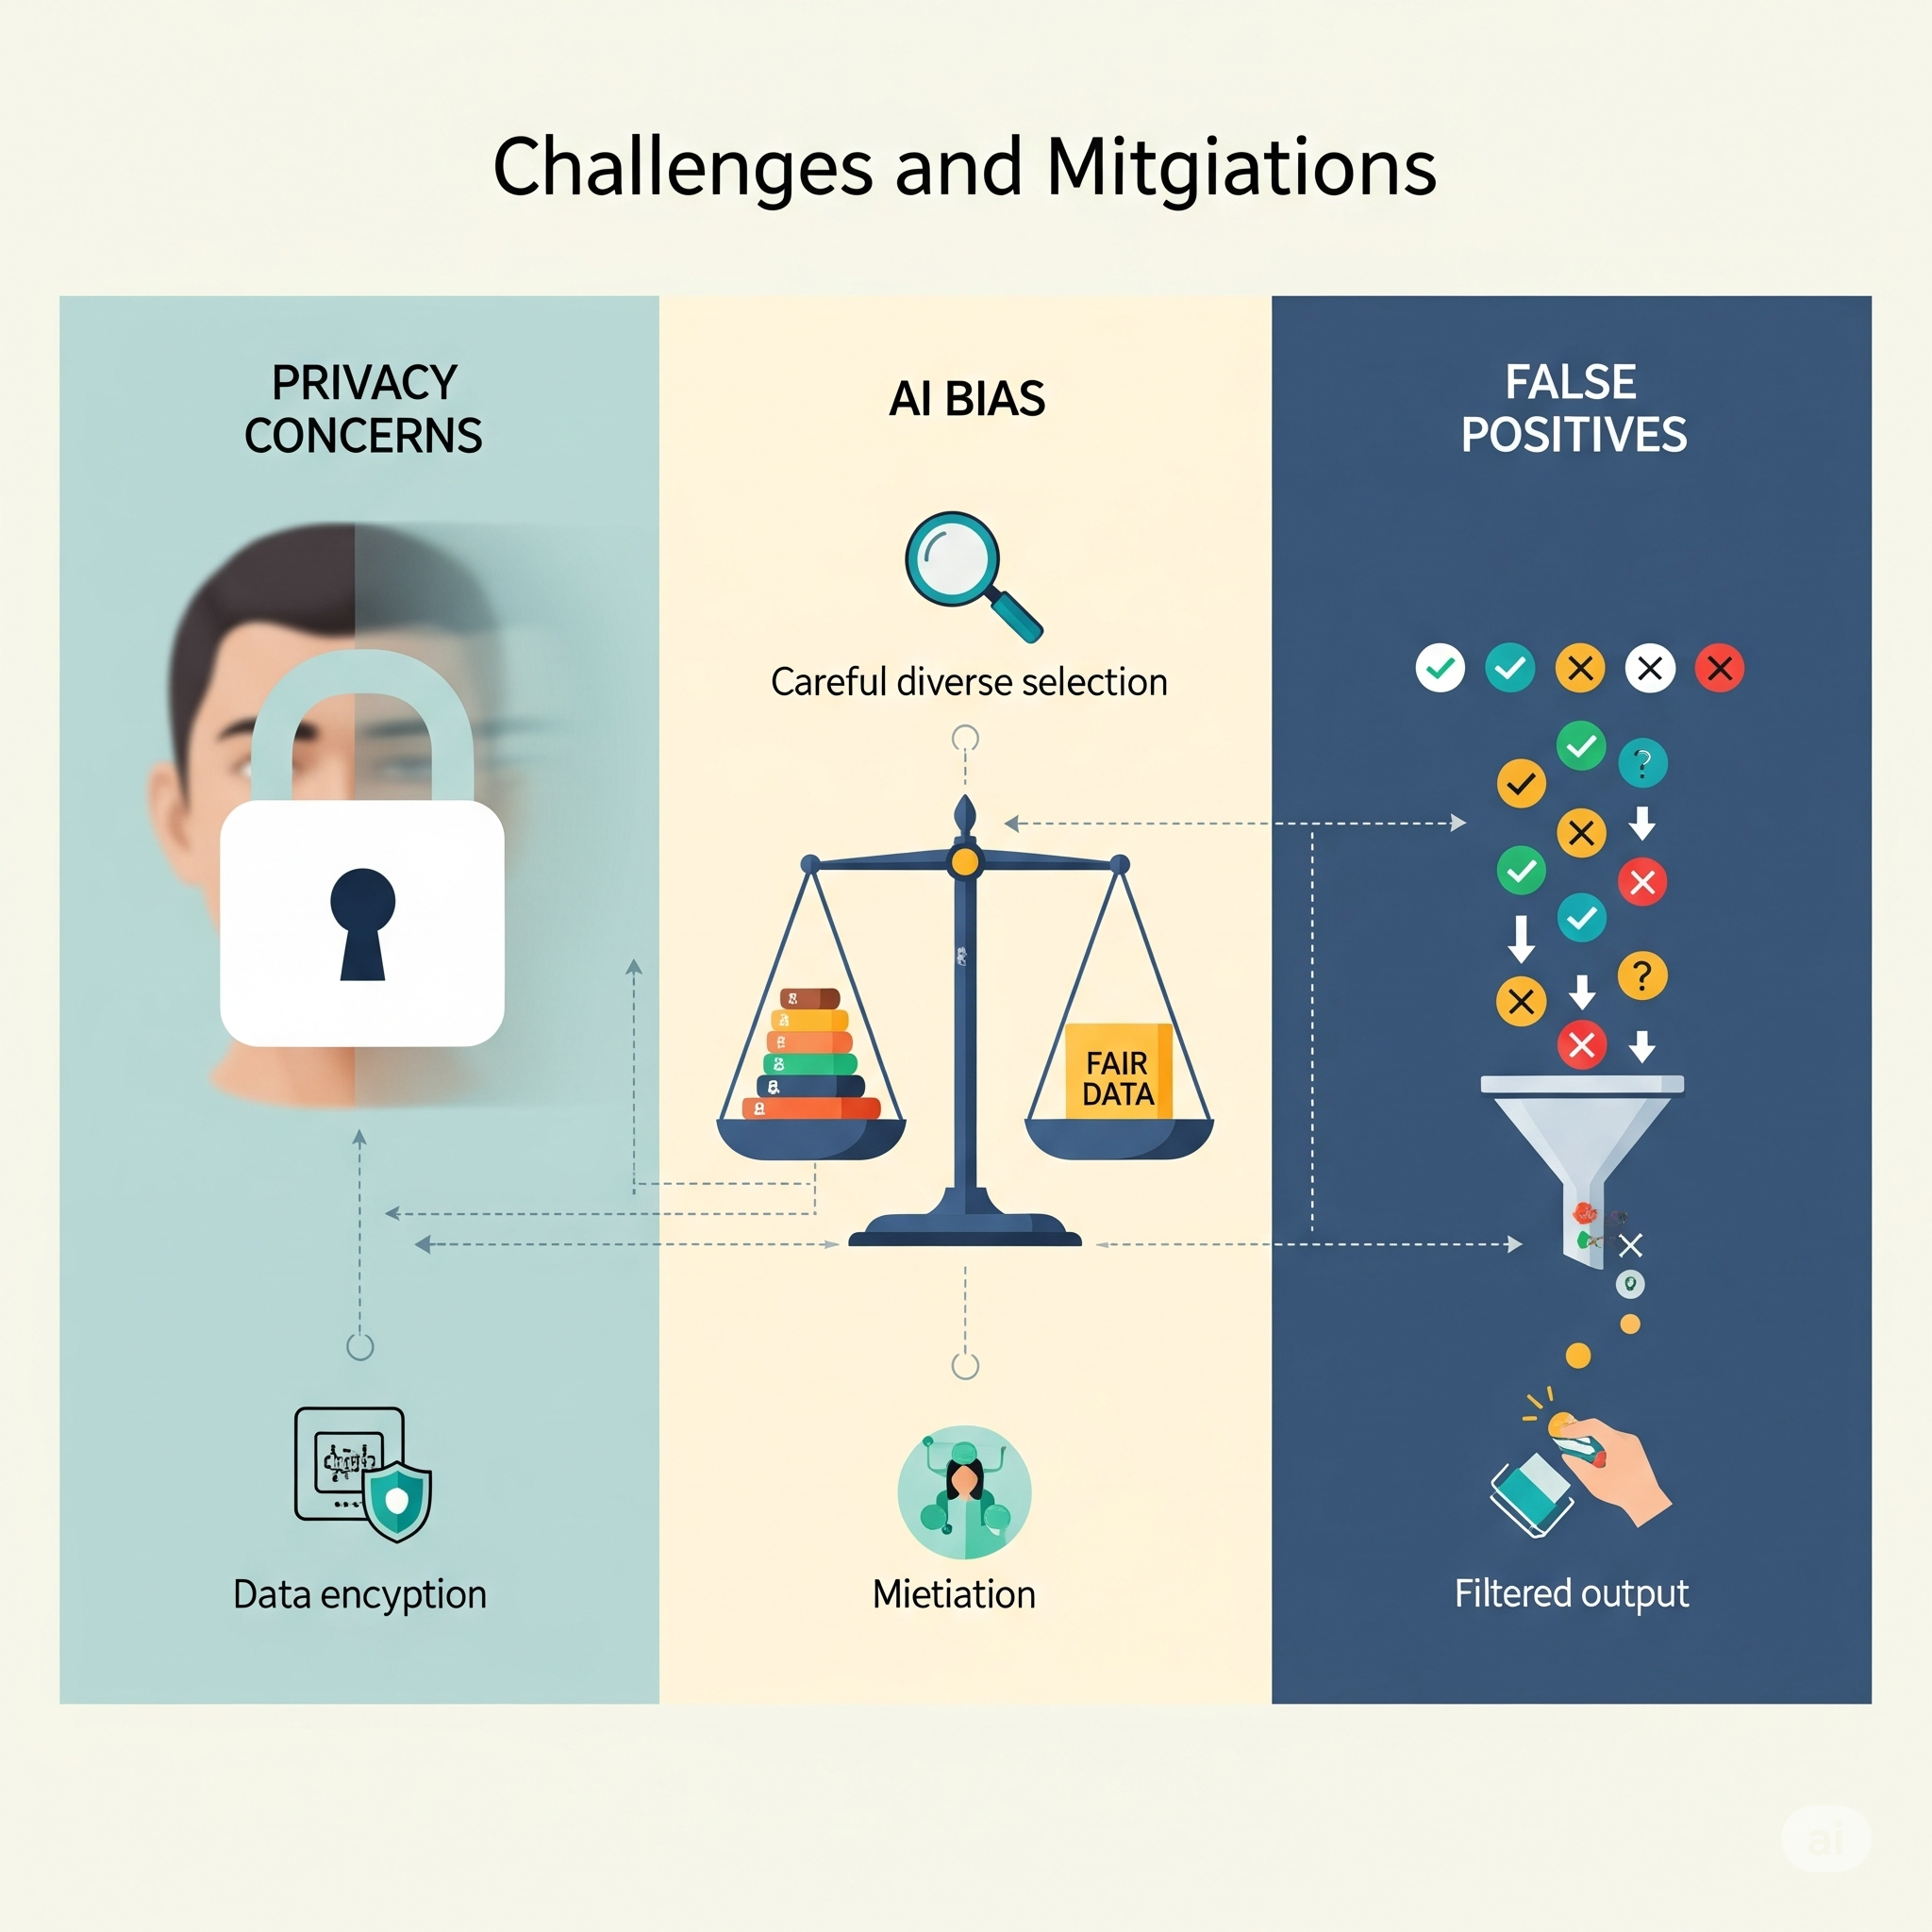 Challenges and Mitgiations
PRIVACY
CONCERNS
AI BIAS
FALSE
POSITIVES
Careful diverse selection
?
?
FAIR
DATA
Data encyption
Mietiation
Filtered output
ai